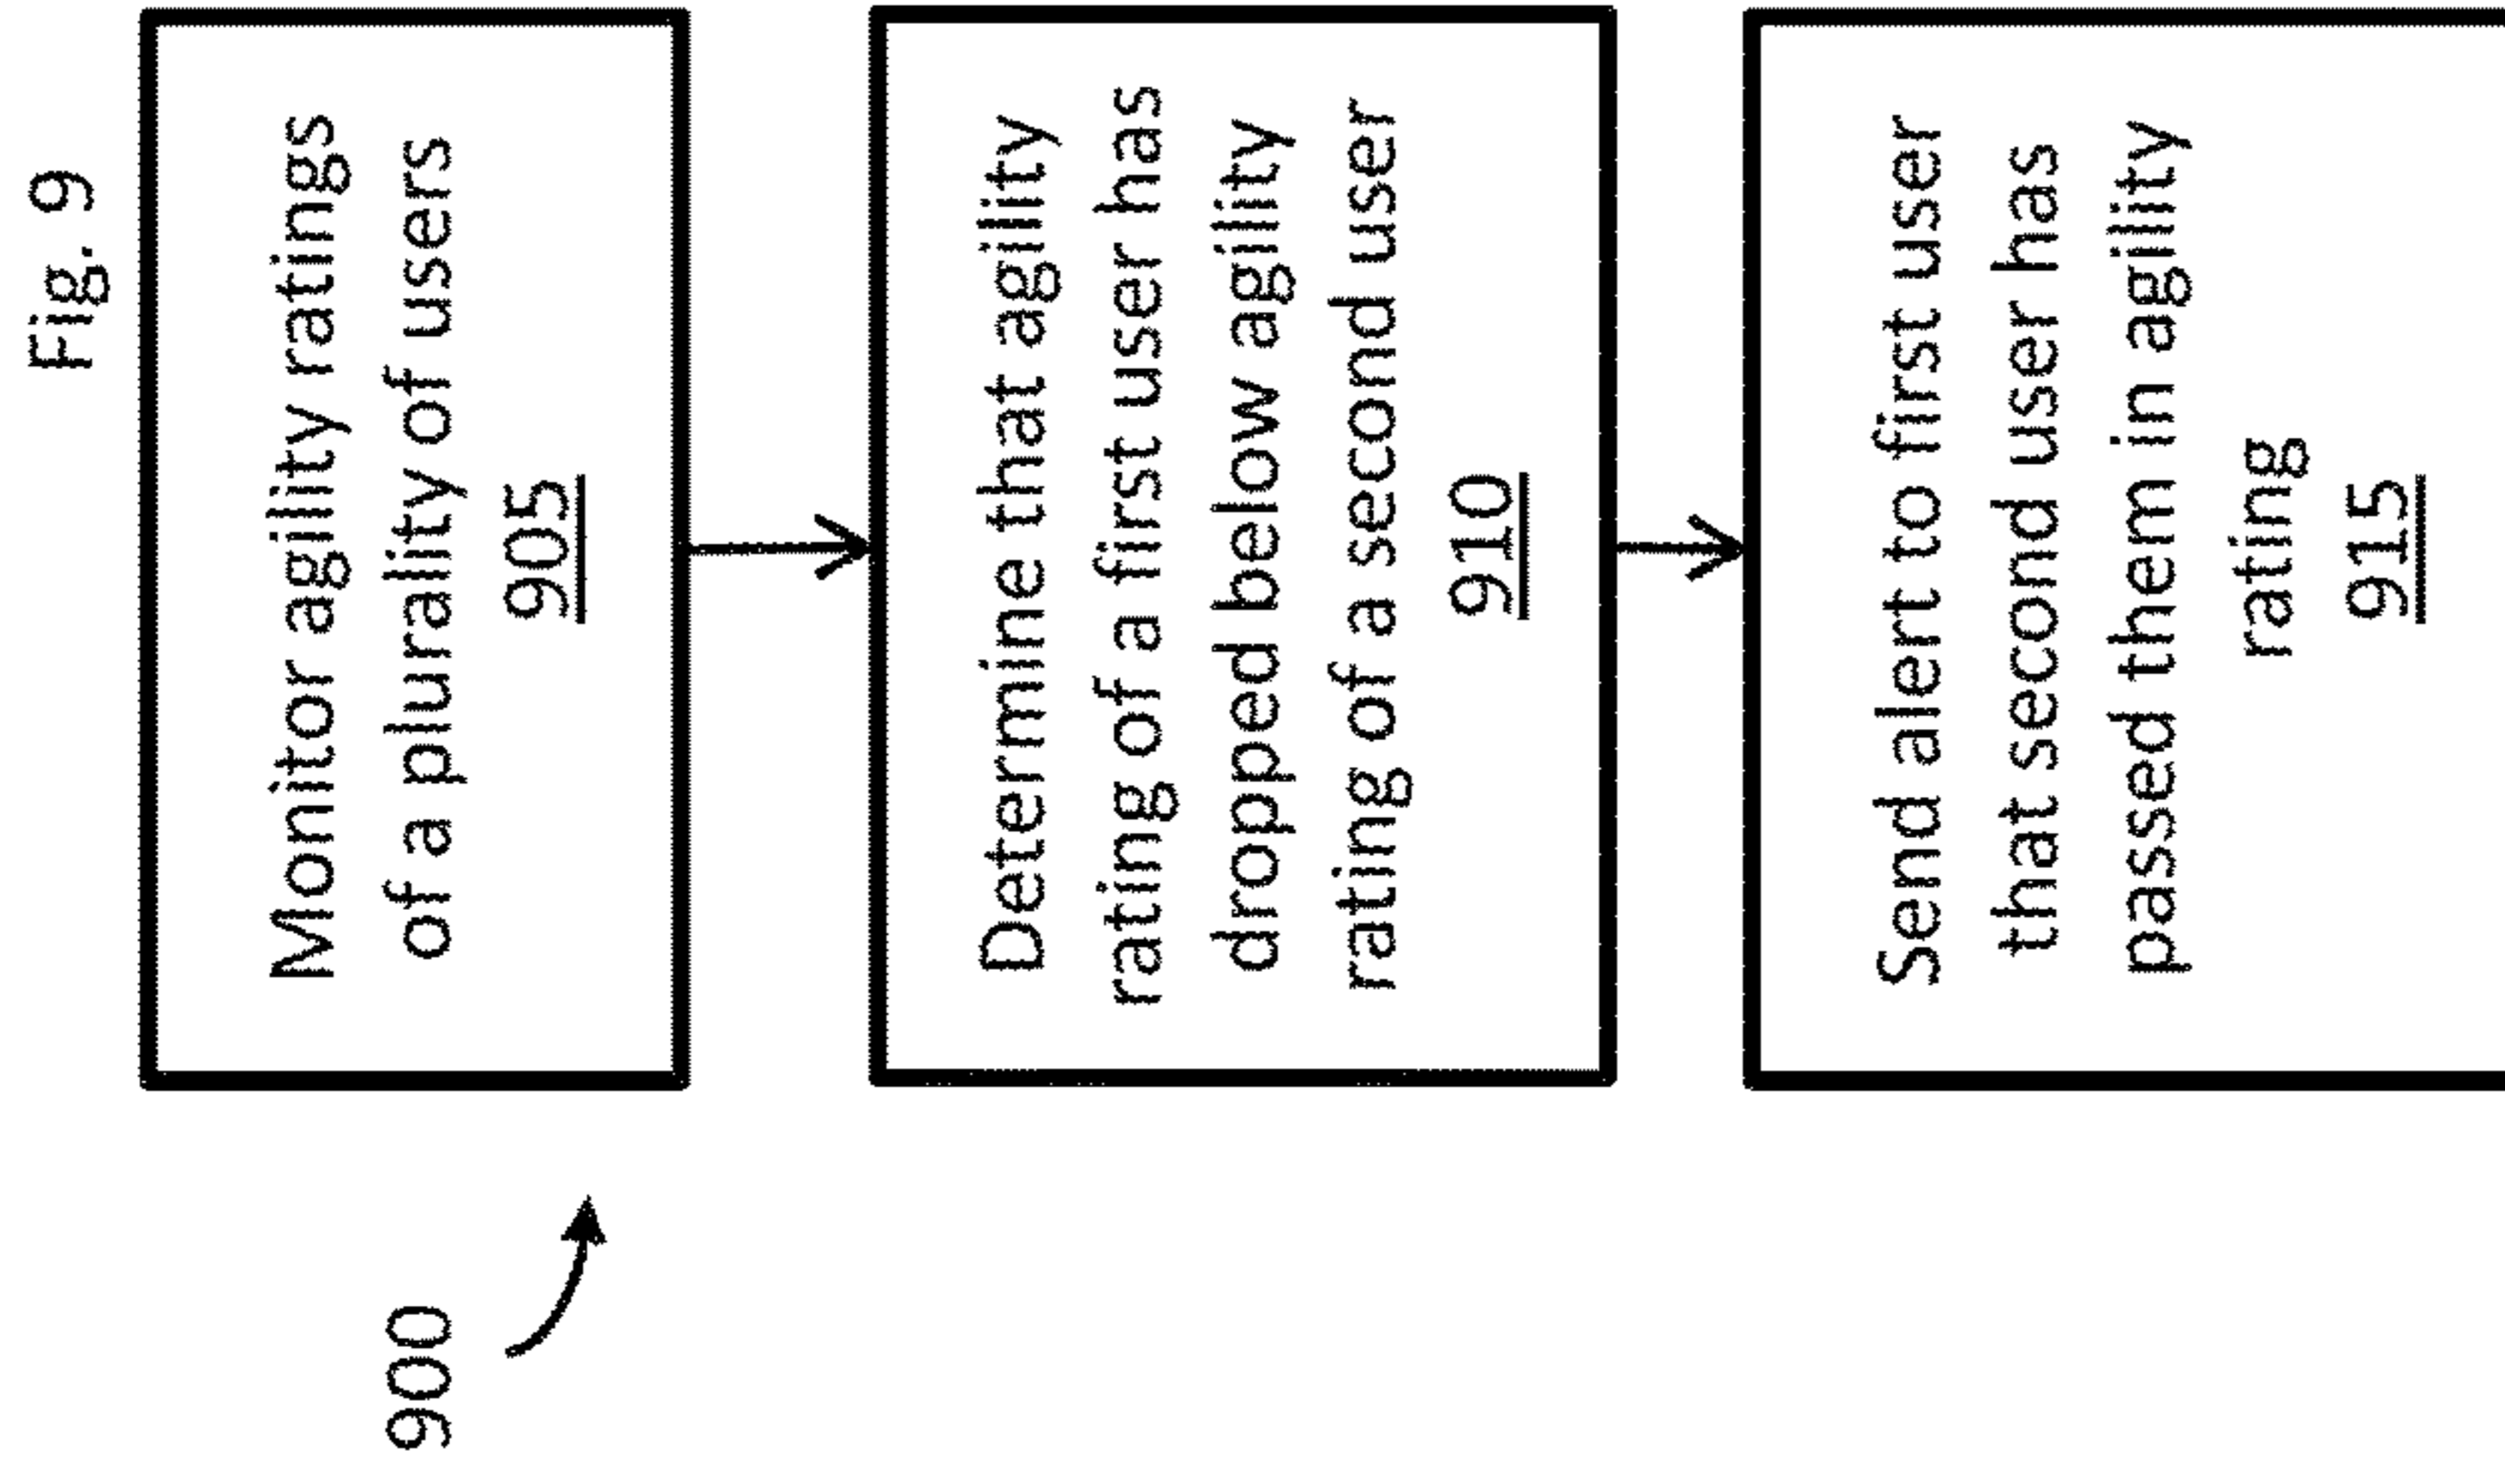 Fig. 9
900
Monitor agility ratings
of a plurality of users
905
Determine that agility
rating of a first user has
dropped below agility
rating of a second user
910
Send alert to first user
that second user has
passed them in agility
rating
915